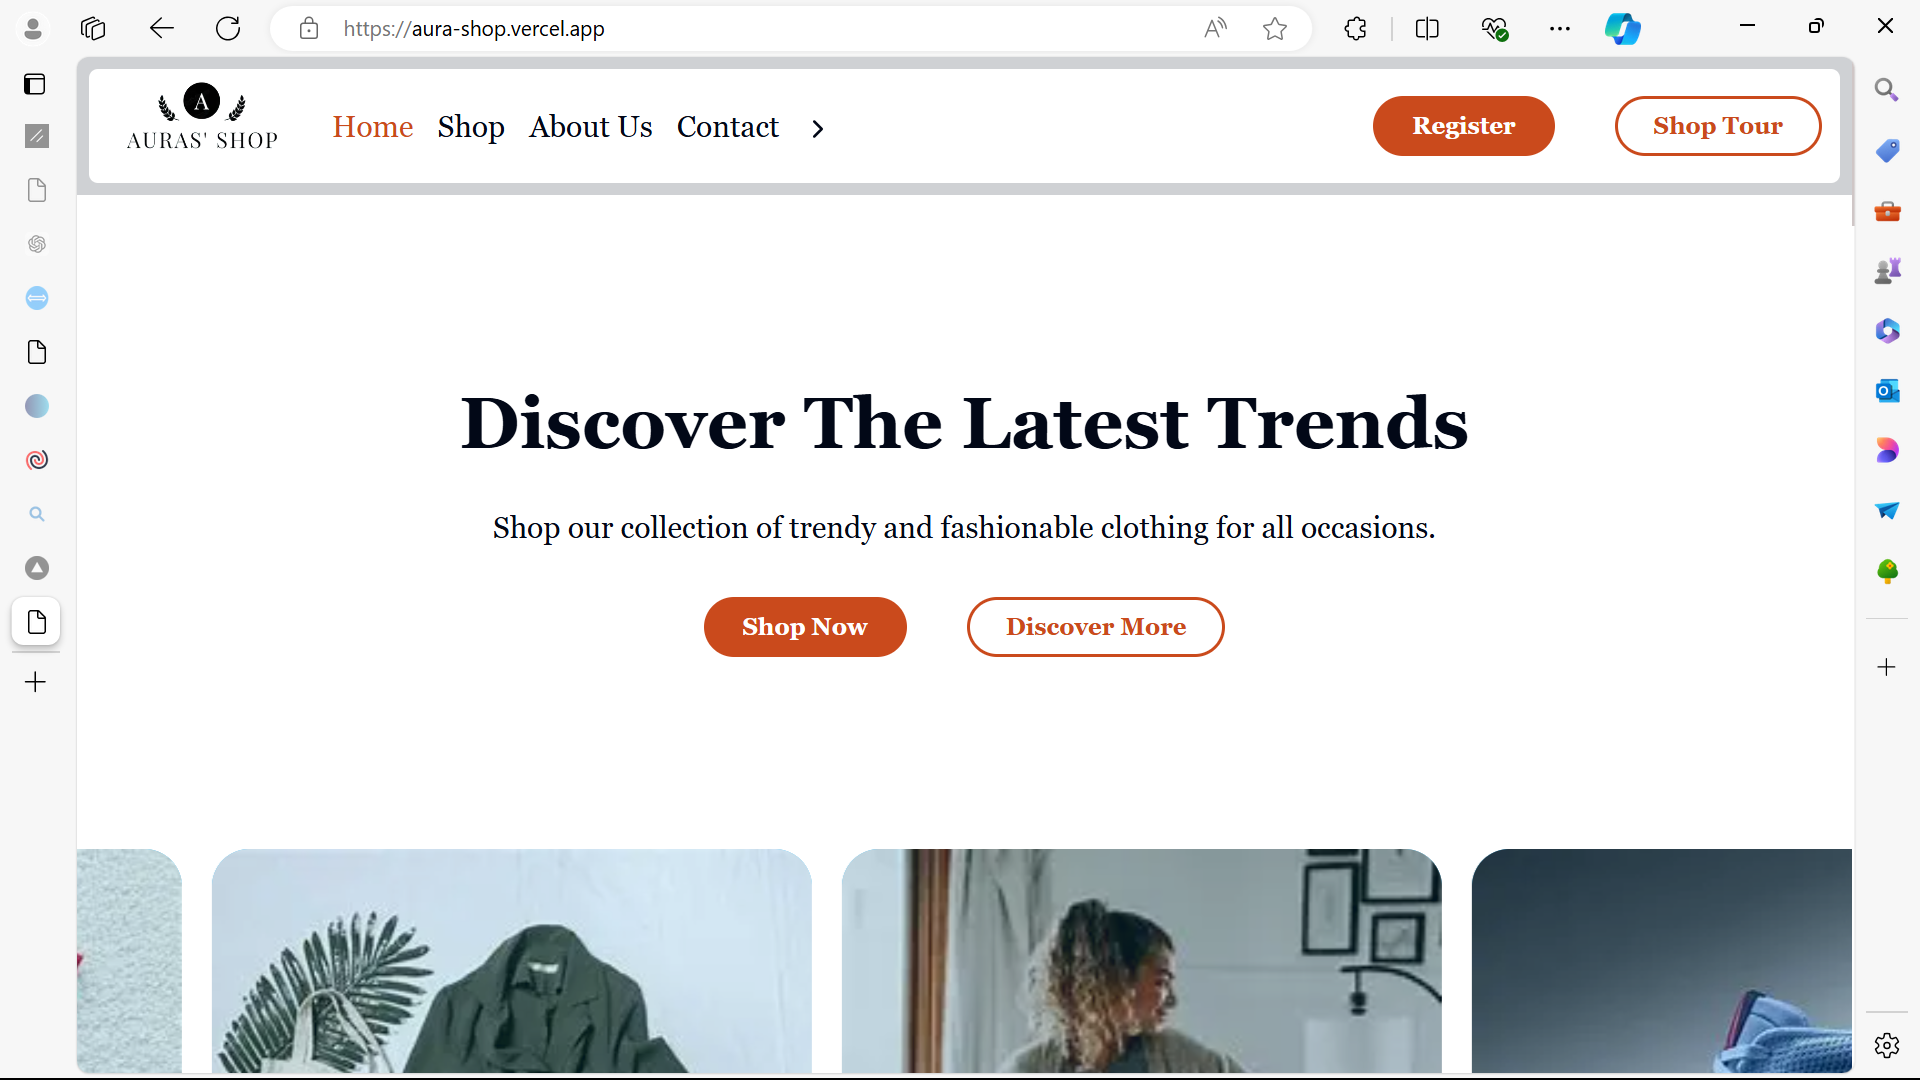 https://aura-shop.vercel.app
A
AURAS' SHOP
Home Shop About Us Contact
Register
Shop Tour
Discover The Latest Trends
Shop our collection of trendy and fashionable clothing for all occasions.
Shop Now
Discover More